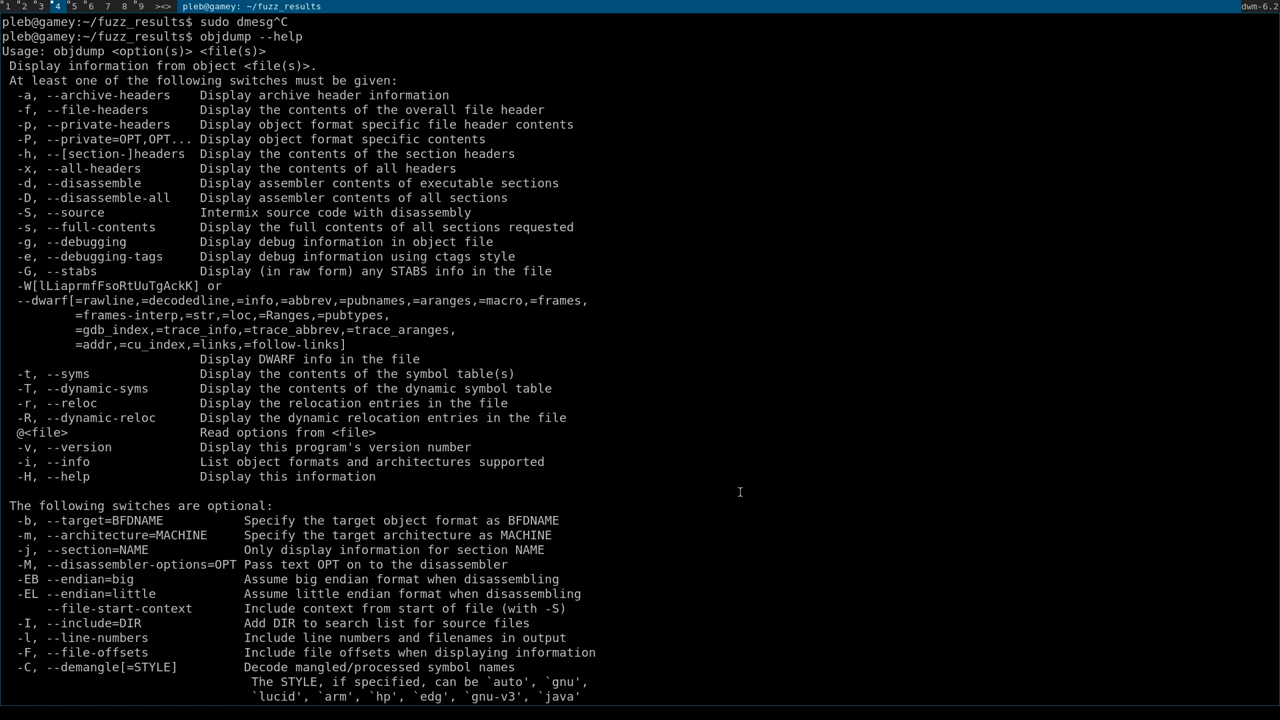 1 2 3 4 5 6 7 8 9 ><> pleb@gamey: ~/fuzz_results dwm-6.2
pleb@gamey:~/fuzz_results$ sudo dmesg^C
pleb@gamey:~/fuzz_results$ objdump --help
Usage: objdump <option(s)> <file(s)>
 Display information from object <file(s)>.
 At least one of the following switches must be given:
  -a, --archive-headers    Display archive header information
  -f, --file-headers       Display the contents of the overall file header
  -p, --private-headers    Display object format specific file header contents
  -P, --private=OPT,OPT... Display object format specific contents
  -h, --[section-]headers  Display the contents of the section headers
  -x, --all-headers        Display the contents of all headers
  -d, --disassemble        Display assembler contents of executable sections
  -D, --disassemble-all    Display assembler contents of all sections
  -S, --source             Intermix source code with disassembly
  -s, --full-contents      Display the full contents of all sections requested
  -g, --debugging          Display debug information in object file
  -e, --debugging-tags     Display debug information using ctags style
  -G, --stabs              Display (in raw form) any STABS info in the file
  -W[lLiaprmfFsoRtUuTgAckK] or
  --dwarf[=rawline,=decodedline,=info,=abbrev,=pubnames,=aranges,=macro,=frames,
          =frames-interp,=str,=loc,=Ranges,=pubtypes,
          =gdb_index,=trace_info,=trace_abbrev,=trace_aranges,
          =addr,=cu_index,=links,=follow-links]
                           Display DWARF info in the file
  -t, --syms               Display the contents of the symbol table(s)
  -T, --dynamic-syms       Display the contents of the dynamic symbol table
  -r, --reloc              Display the relocation entries in the file
  -R, --dynamic-reloc      Display the dynamic relocation entries in the file
  @<file>                  Read options from <file>
  -v, --version            Display this program's version number
  -i, --info               List object formats and architectures supported
  -H, --help               Display this information
 The following switches are optional:
  -b, --target=BFDNAME           Specify the target object format as BFDNAME
  -m, --architecture=MACHINE     Specify the target architecture as MACHINE
  -j, --section=NAME             Only display information for section NAME
  -M, --disassembler-options=OPT Pass text OPT on to the disassembler
  -EB --endian=big               Assume big endian format when disassembling
  -EL --endian=little            Assume little endian format when disassembling
      --file-start-context       Include context from start of file (with -S)
  -I, --include=DIR              Add DIR to search list for source files
  -l, --line-numbers             Include line numbers and filenames in output
  -F, --file-offsets             Include file offsets when displaying information
  -C, --demangle[=STYLE]         Decode mangled/processed symbol names
                                  The STYLE, if specified, can be `auto', `gnu',
                                  `lucid', `arm', `hp', `edg', `gnu-v3', `java'